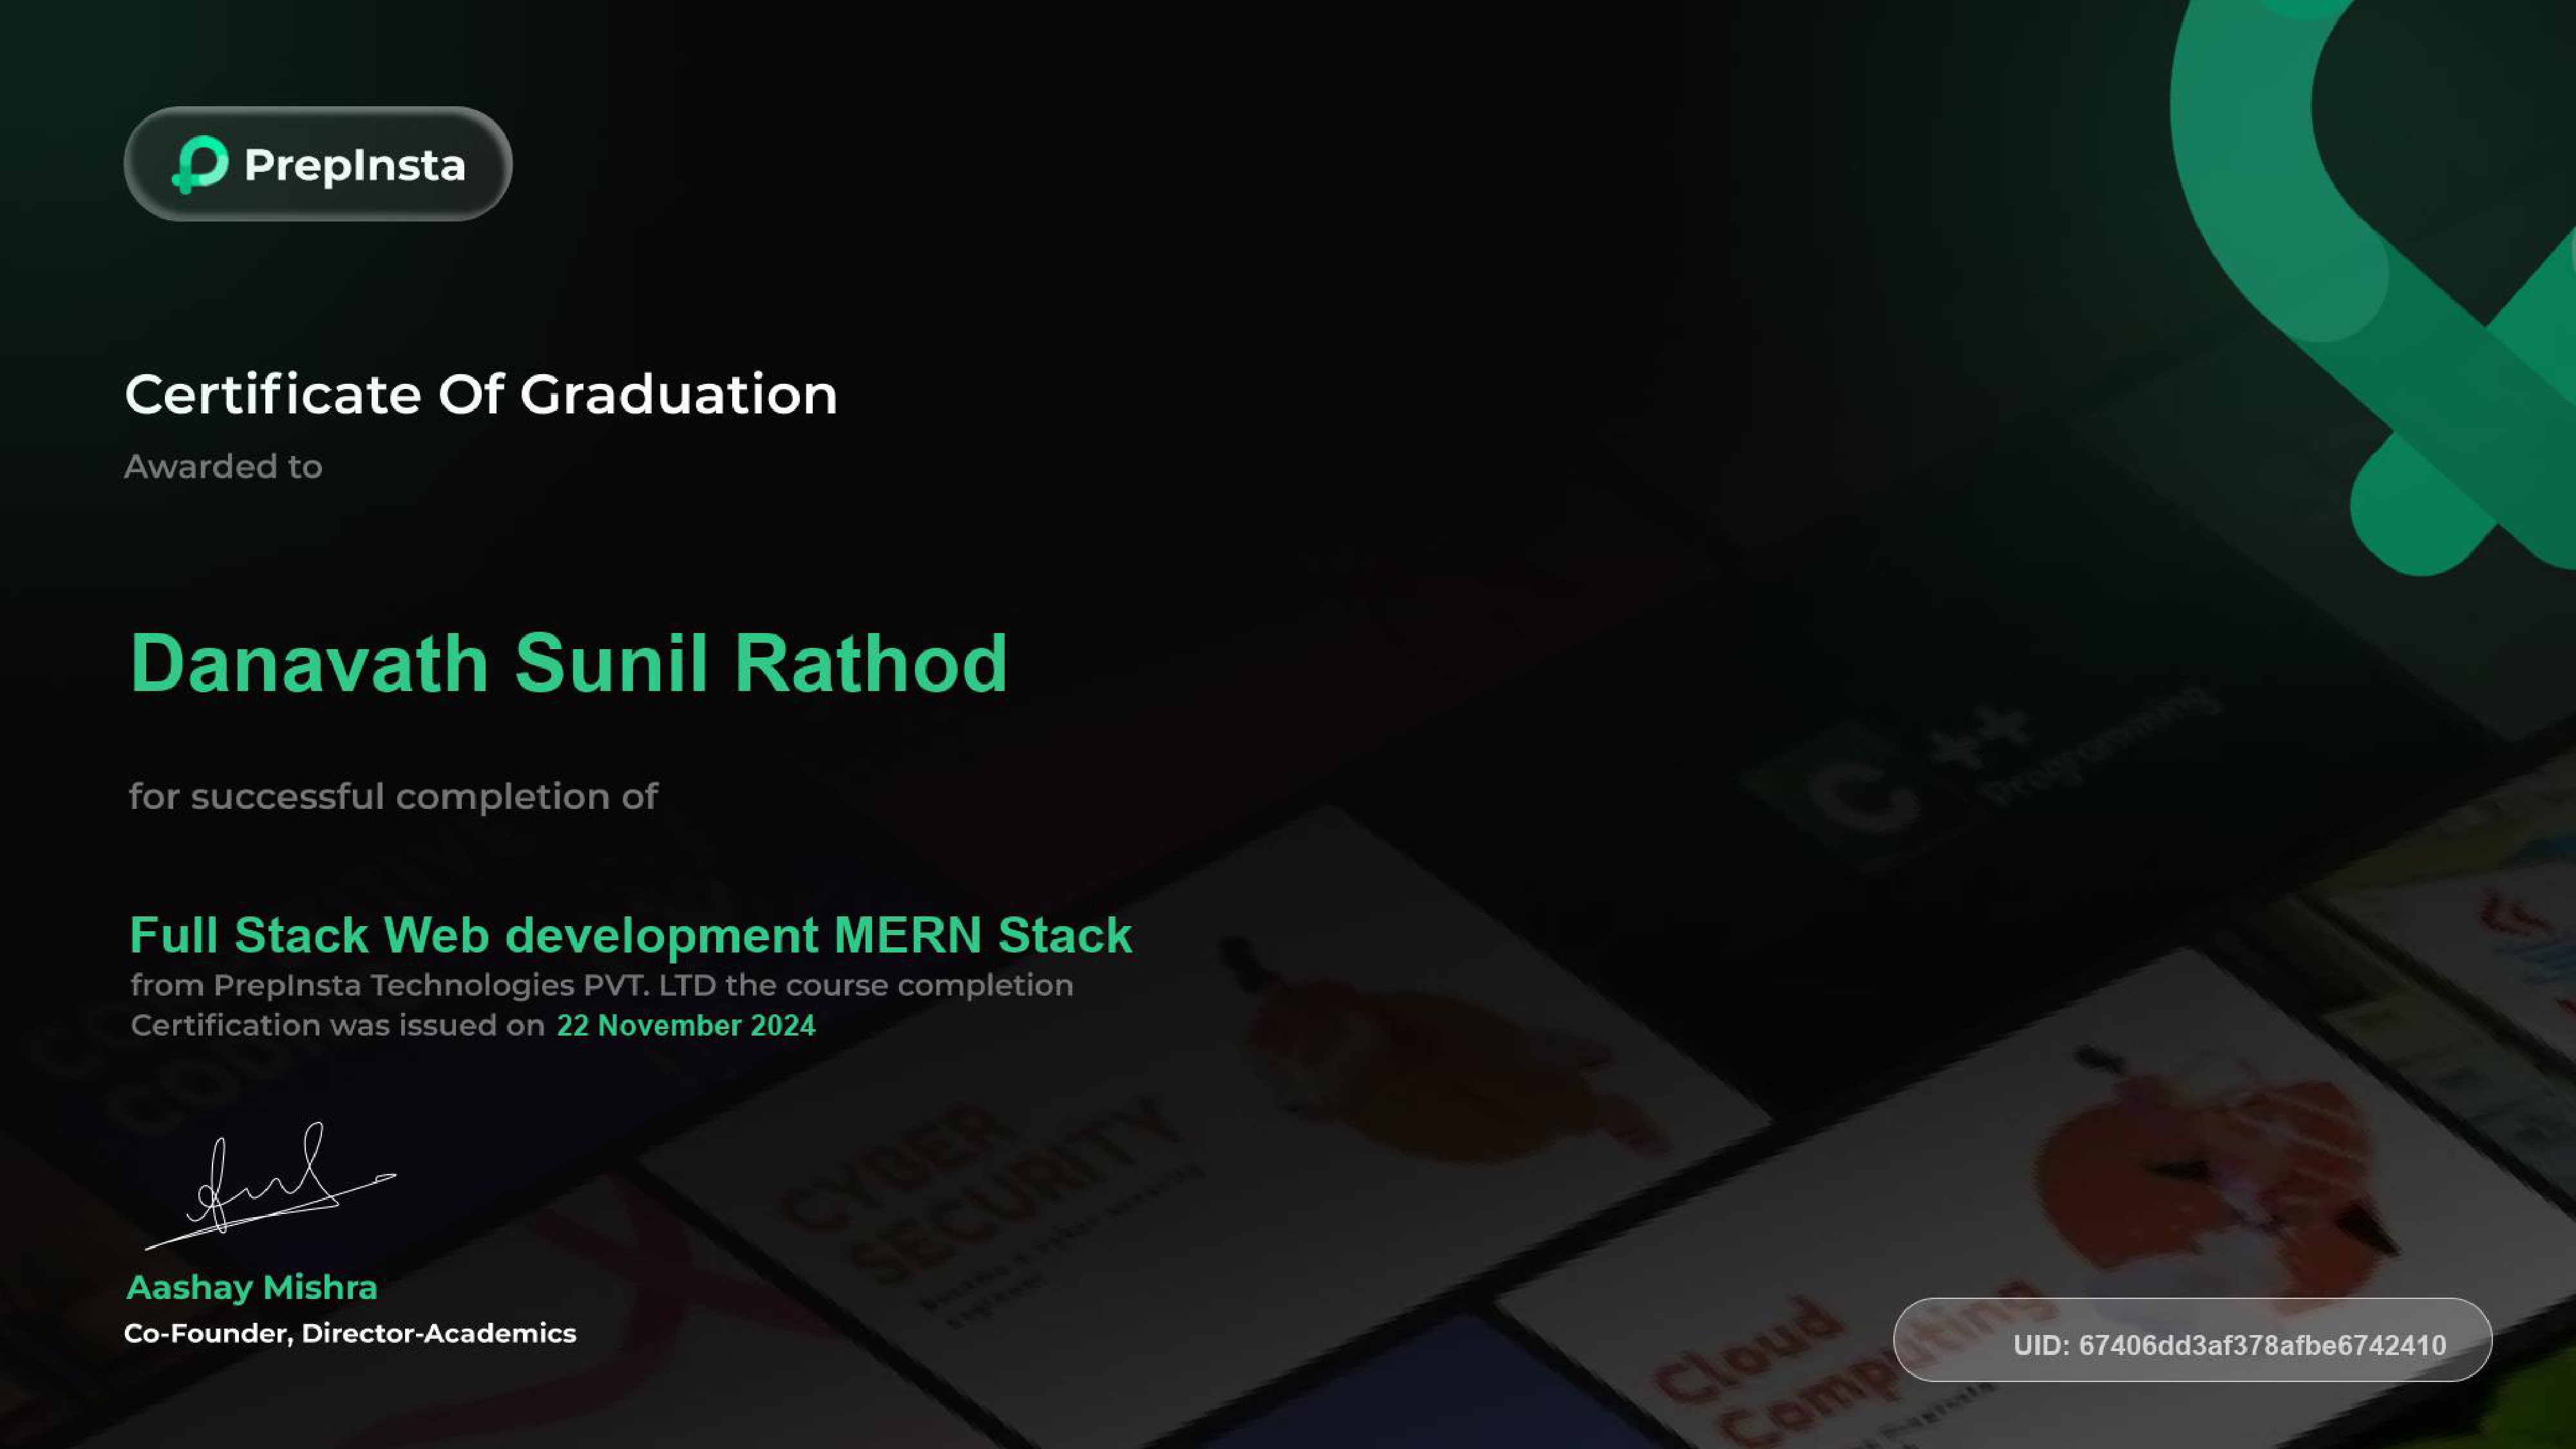 PrepInsta
Certificate Of Graduation
Awarded to
Danavath Sunil Rathod
for successful completion of
Full Stack Web development MERN Stack
from PrepInsta Technologies PVT. LTD the course completion
Certification was issued on 22 November 2024
Aashay Mishra
Co-Founder, Director-Academics
UID: 67406dd3af378afbe6742410
C++
Programming
COMPETITIVE
CODING
CYBER
SECURITY
Cloud
Computing